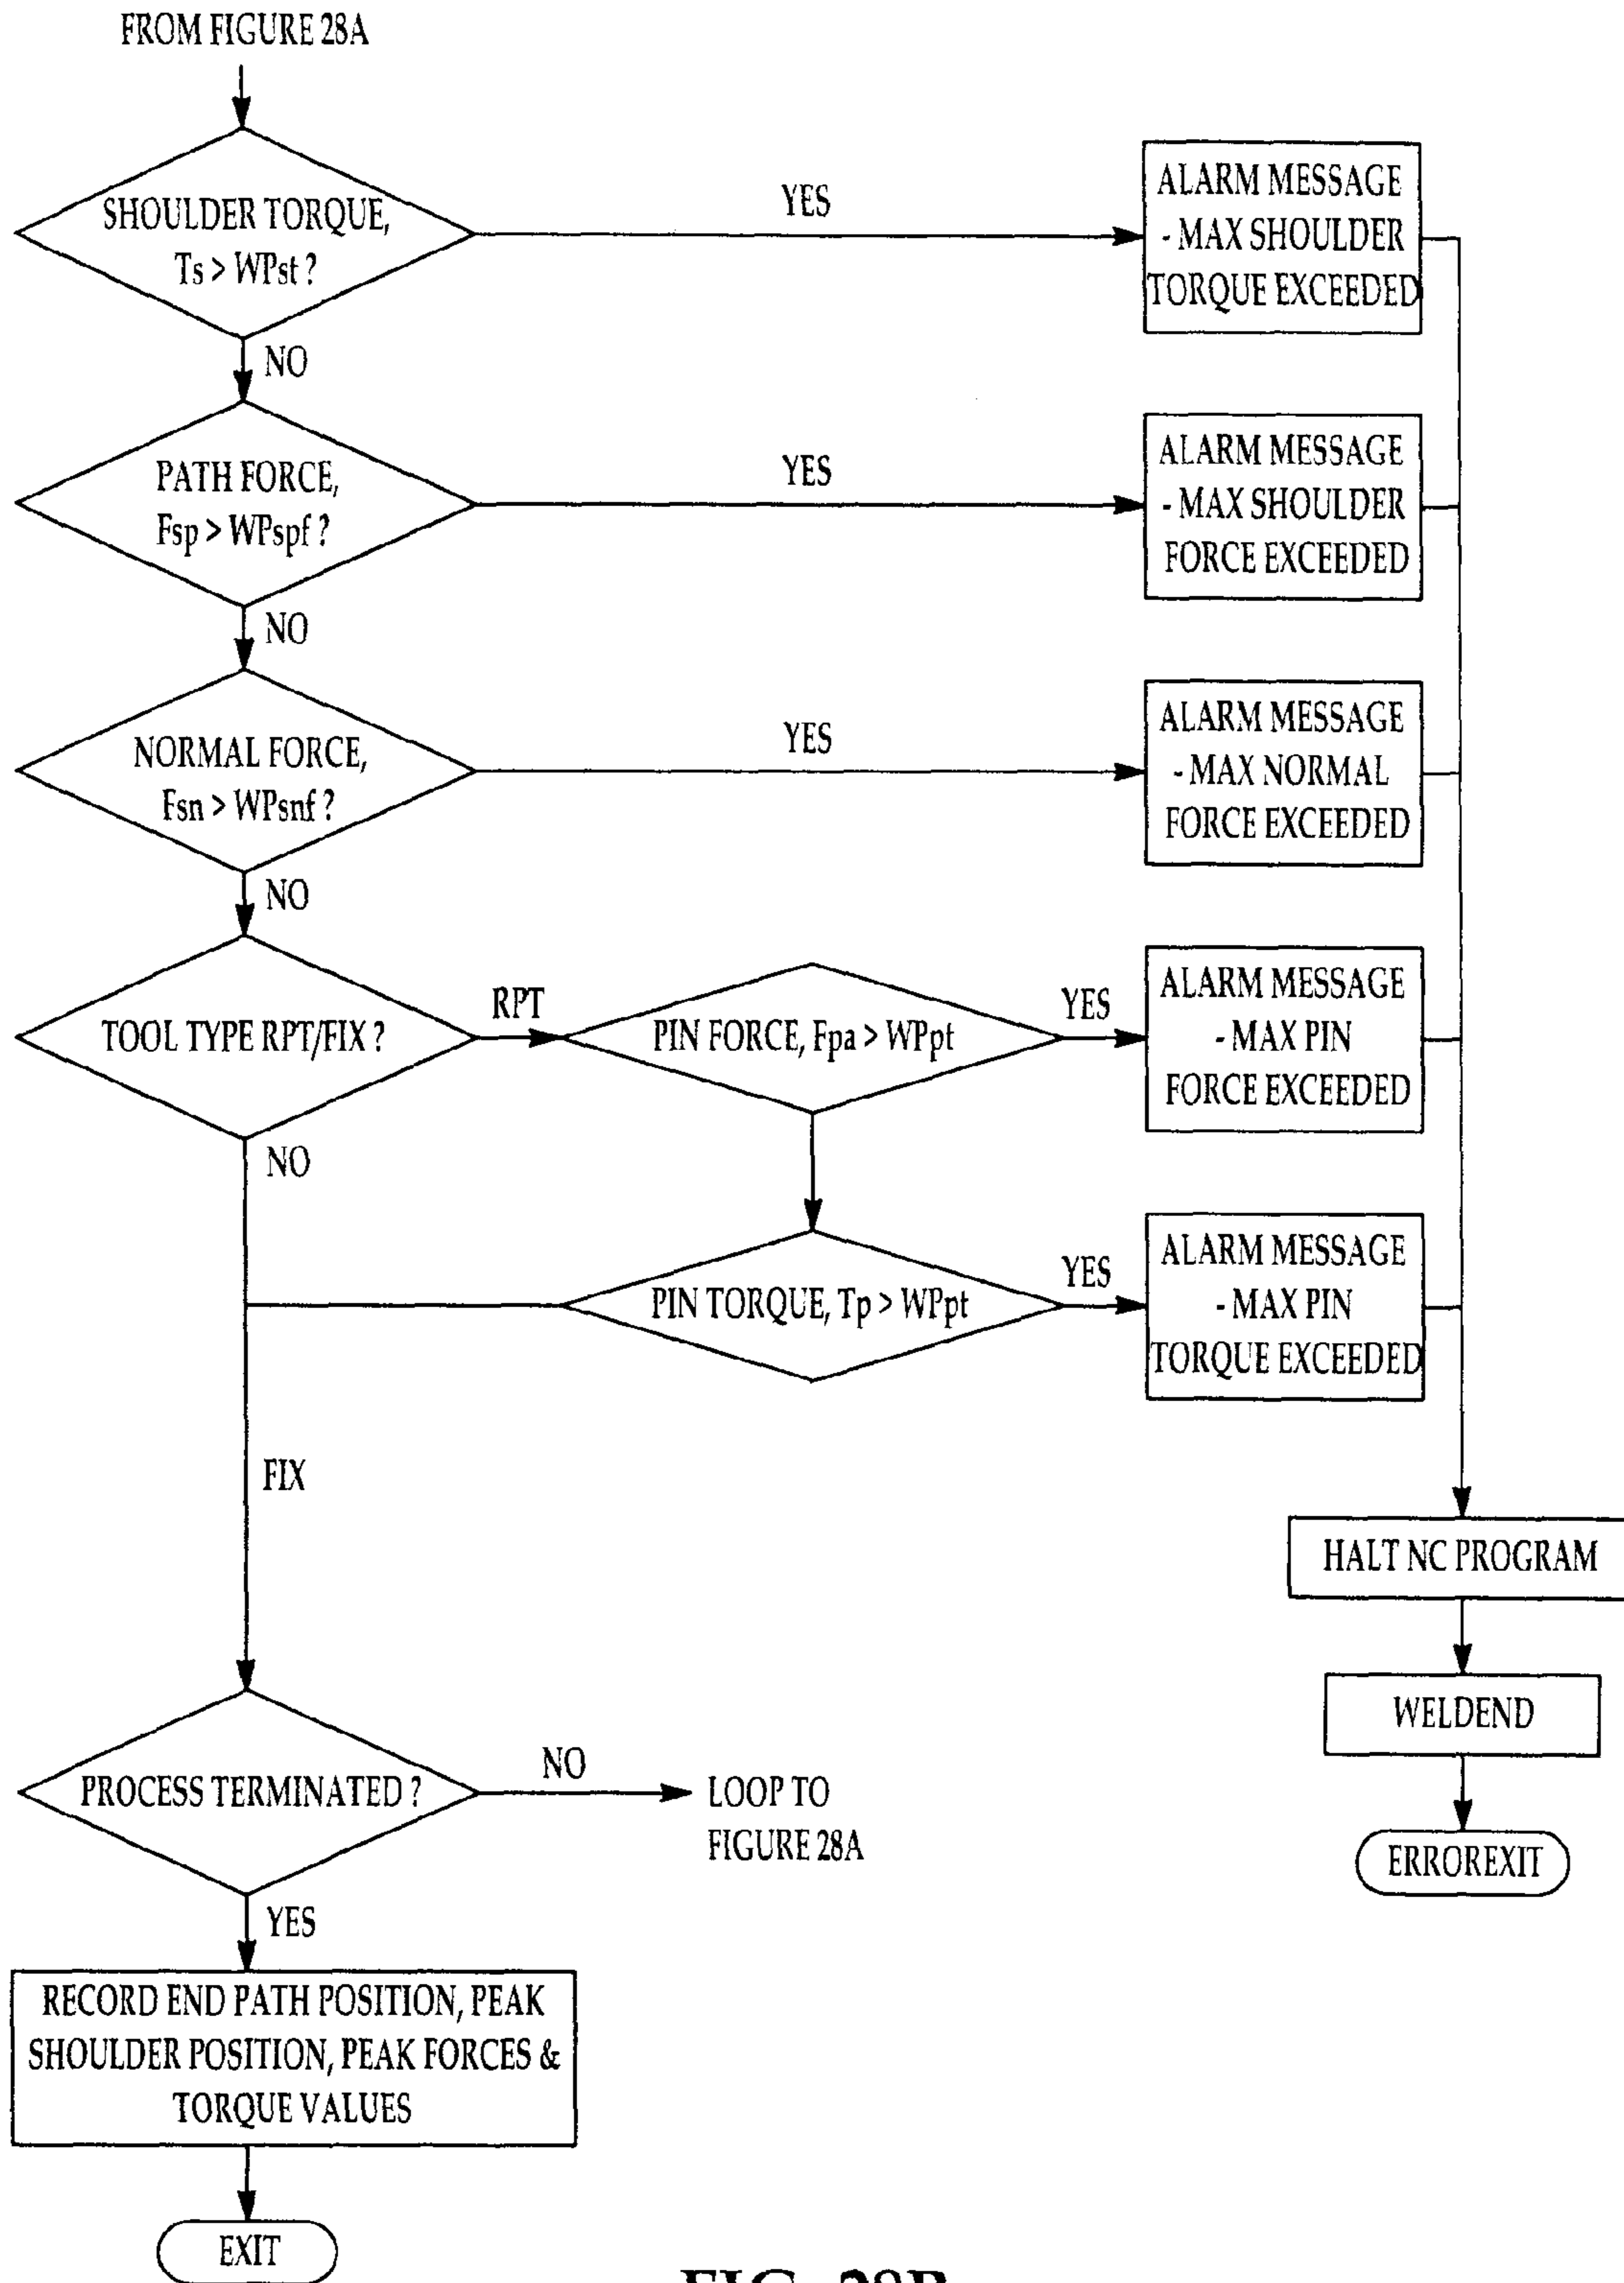 FROM FIGURE 28A
SHOULDER TORQUE,
Ts > WPst ?
YES
ALARM MESSAGE
- MAX SHOULDER
TORQUE EXCEEDED
NO
PATH FORCE,
Fsp > WPspf ?
YES
ALARM MESSAGE
- MAX SHOULDER
FORCE EXCEEDED
NO
NORMAL FORCE,
Fsn > WPsnf ?
YES
ALARM MESSAGE
- MAX NORMAL
FORCE EXCEEDED
NO
TOOL TYPE RPT/FIX ?
RPT
PIN FORCE, Fpa > WPpt
YES
ALARM MESSAGE
- MAX PIN
FORCE EXCEEDED
NO
PIN TORQUE, Tp > WPpt
YES
ALARM MESSAGE
- MAX PIN
TORQUE EXCEEDED
FIX
HALT NC PROGRAM
WELDEND
ERROREXIT
PROCESS TERMINATED ?
NO
LOOP TO
FIGURE 28A
YES
RECORD END PATH POSITION, PEAK
SHOULDER POSITION, PEAK FORCES &
TORQUE VALUES
EXIT
FIG. 28B